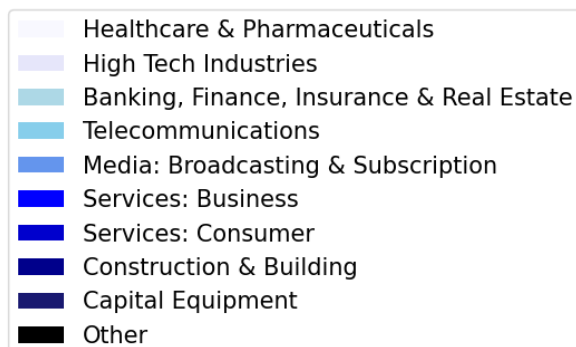 Healthcare & Pharmaceuticals
High Tech Industries
Banking, Finance, Insurance & Real Estate
Telecommunications
Media: Broadcasting & Subscription
Services: Business
Services: Consumer
Construction & Building
Capital Equipment
Other